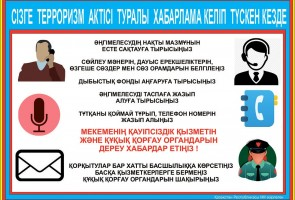 СІЗГЕ ТЕРРОРИЗМ АКТІСІ ТУРАЛЫ ХАБАРЛАМА КЕЛІП ТҮСКЕН КЕЗДЕ
ӘҢГІМЕЛЕСУДІҢ НАҚТЫ МАЗМҰНЫН
ЕСТЕ САҚТАУҒА ТЫРЫСЫҢЫЗ
СӨЙЛЕУ МӘНЕРІН, ДАУЫС ЕРЕКШЕЛІКТЕРІН,
ӨЗГЕШЕ СӨЗДЕР МЕН СӨЗ ОРАМДАРЫН БЕЛГІЛЕҢІЗ
ДЫБЫСТЫҚ ФОНДЫ АҢҒАРУҒА ТЫРЫСЫҢЫЗ
ӘҢГІМЕЛЕСУДІ ТАСПАҒА ЖАЗЫП
АЛУҒА ТЫРЫСЫҢЫЗ
ТҰТҚАНЫ ҚОЙМАЙ ТҰРЫП, ТЕЛЕФОН НОМЕРІН
ЖАЗЫП АЛЫҢЫЗ
МЕКЕМЕНІҢ ҚАУІПСІЗДІК ҚЫЗМЕТІН
ЖӘНЕ ҚҰҚЫҚ ҚОРҒАУ ОРГАНДАРЫН
ДЕРЕУ ХАБАРДАР ЕТІҢІЗ !
ҚОРҚЫТУЛАР БАР ХАТТЫ БАСШЫЛЫҚҚА КӨРСЕТІҢІЗ
БАСҚА ҚЫЗМЕТКЕРЛЕРГЕ БЕРМЕҢІЗ
ҚҰҚЫҚ ҚОРҒАУ ОРГАНДАРЫН ШАҚЫРЫҢЫЗ